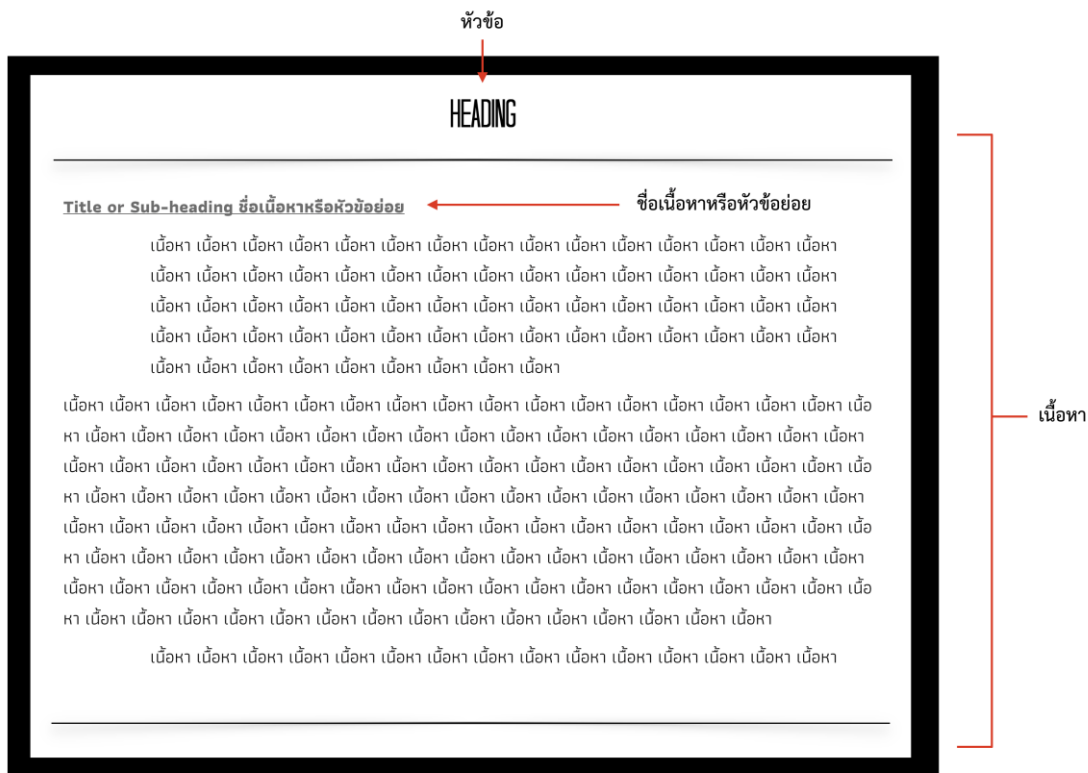 หัวข้อ
HEADING
Title or Sub-heading ชื่อเนื้อหาหรือหัวข้อย่อย
ชื่อเนื้อหาหรือหัวข้อย่อย
เนื้อหา เนื้อหา เนื้อหา เนื้อหา เนื้อหา เนื้อหา เนื้อหา เนื้อหา เนื้อหา เนื้อหา เนื้อหา เนื้อหา เนื้อหา เนื้อหา เนื้อหา
เนื้อหา เนื้อหา เนื้อหา เนื้อหา เนื้อหา เนื้อหา เนื้อหา เนื้อหา เนื้อหา เนื้อหา เนื้อหา เนื้อหา เนื้อหา เนื้อหา เนื้อหา
เนื้อหา เนื้อหา เนื้อหา เนื้อหา เนื้อหา เนื้อหา เนื้อหา เนื้อหา เนื้อหา เนื้อหา เนื้อหา เนื้อหา เนื้อหา เนื้อหา เนื้อหา
เนื้อหา เนื้อหา เนื้อหา เนื้อหา เนื้อหา เนื้อหา เนื้อหา เนื้อหา เนื้อหา เนื้อหา เนื้อหา เนื้อหา เนื้อหา เนื้อหา เนื้อหา
เนื้อหา เนื้อหา เนื้อหา เนื้อหา เนื้อหา เนื้อหา เนื้อหา เนื้อหา เนื้อหา
เนื้อหา เนื้อหา เนื้อหา เนื้อหา เนื้อหา เนื้อหา เนื้อหา เนื้อหา เนื้อหา เนื้อหา เนื้อหา เนื้อหา เนื้อหา เนื้อหา เนื้อหา เนื้อหา เนื้อหา เนื้อ
หา เนื้อหา เนื้อหา เนื้อหา เนื้อหา เนื้อหา เนื้อหา เนื้อหา เนื้อหา เนื้อหา เนื้อหา เนื้อหา เนื้อหา เนื้อหา เนื้อหา เนื้อหา เนื้อหา เนื้อหา
เนื้อหา เนื้อหา เนื้อหา เนื้อหา เนื้อหา เนื้อหา เนื้อหา เนื้อหา เนื้อหา เนื้อหา เนื้อหา เนื้อหา เนื้อหา เนื้อหา เนื้อหา เนื้อหา เนื้อหา เนื้อ
หา เนื้อหา เนื้อหา เนื้อหา เนื้อหา เนื้อหา เนื้อหา เนื้อหา เนื้อหา เนื้อหา เนื้อหา เนื้อหา เนื้อหา เนื้อหา เนื้อหา เนื้อหา เนื้อหา เนื้อหา
เนื้อหา เนื้อหา เนื้อหา เนื้อหา เนื้อหา เนื้อหา เนื้อหา เนื้อหา เนื้อหา เนื้อหา เนื้อหา เนื้อหา เนื้อหา เนื้อหา เนื้อหา เนื้อหา เนื้อหา เนื้อ
หา เนื้อหา เนื้อหา เนื้อหา เนื้อหา เนื้อหา เนื้อหา เนื้อหา เนื้อหา เนื้อหา เนื้อหา เนื้อหา เนื้อหา เนื้อหา เนื้อหา เนื้อหา เนื้อหา เนื้อหา
เนื้อหา เนื้อหา เนื้อหา เนื้อหา เนื้อหา เนื้อหา เนื้อหา เนื้อหา เนื้อหา เนื้อหา เนื้อหา เนื้อหา เนื้อหา เนื้อหา เนื้อหา เนื้อหา เนื้อหา เนื้อ
หา เนื้อหา เนื้อหา เนื้อหา เนื้อหา เนื้อหา เนื้อหา เนื้อหา เนื้อหา เนื้อหา เนื้อหา เนื้อหา เนื้อหา เนื้อหา เนื้อหา เนื้อหา
เนื้อหา เนื้อหา เนื้อหา เนื้อหา เนื้อหา เนื้อหา เนื้อหา เนื้อหา เนื้อหา เนื้อหา เนื้อหา เนื้อหา เนื้อหา เนื้อหา เนื้อหา
เนื้อหา